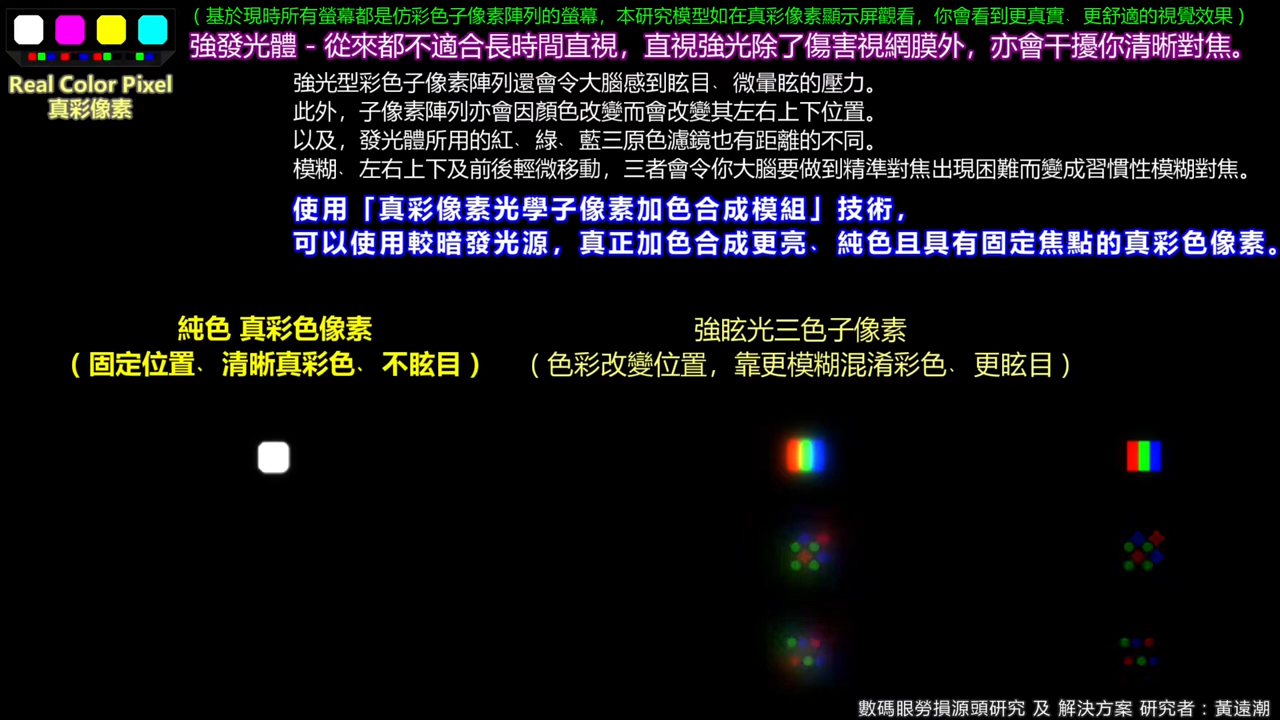 （基於現時所有螢幕都是仿彩色子像素陣列的螢幕，本研究模型如在真彩像素顯示屏觀看，你會看到更真實、更舒適的視覺效果）
強發光體 - 從來都不適合長時間直視，直視強光除了傷害視網膜外，亦會干擾你清晰對焦。
Real Color Pixel
真彩像素
強光型彩色子像素陣列還會令大腦感到眩目、微暈眩的壓力。
此外，子像素陣列亦會因顏色改變而會改變其左右上下位置。
以及，發光體所用的紅、綠、藍三原色濾鏡也有距離的不同。
模糊、左右上下及前後輕微移動，三者會令你大腦要做到精準對焦出現困難而變成習慣性模糊對焦。
使用「真彩像素光學子像素加色合成模組」技術，
可以使用較暗發光源，真正加色合成更亮、純色且具有固定焦點的真彩色像素。
純色 真彩色像素
（固定位置、清晰真彩色、不眩目）
強眩光三色子像素
（色彩改變位置，靠更模糊混淆彩色、更眩目）
數碼眼勞損源頭研究 及 解決方案 研究者：黃遠潮